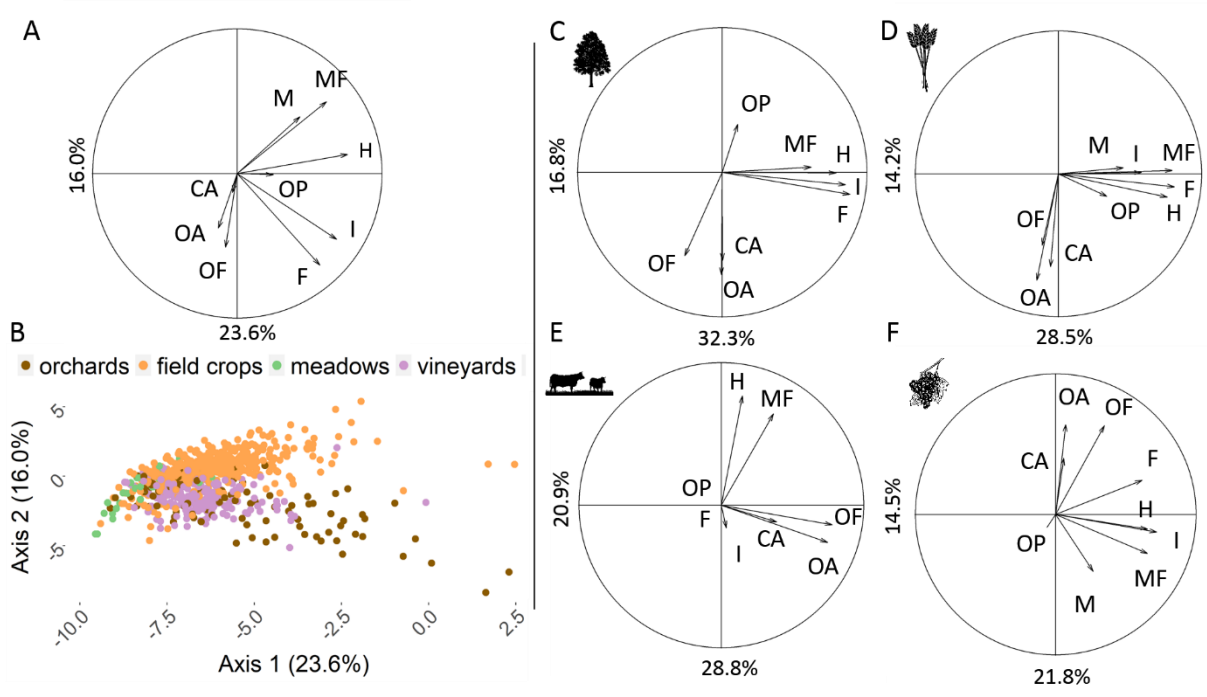 A
M
MF
H
16.0%
CA
OP
OA
I
OF
F
23.6%
B
orchards field crops meadows vineyards
5
0
-5
Axis 2 (16.0%)
-10.0 -7.5 -5.0 -2.5 0.0 2.5
Axis 1 (23.6%)
C
OP
MF
H
16.8%
I
F
OF
CA
OA
32.3%
D
M
I
MF
14.2%
F
OP
H
OF
CA
OA
28.5%
E
H
MF
20.9%
OP
F
OF
I
CA
OA
28.8%
F
OA
OF
CA
F
14.5%
H
OP
I
MF
M
21.8%